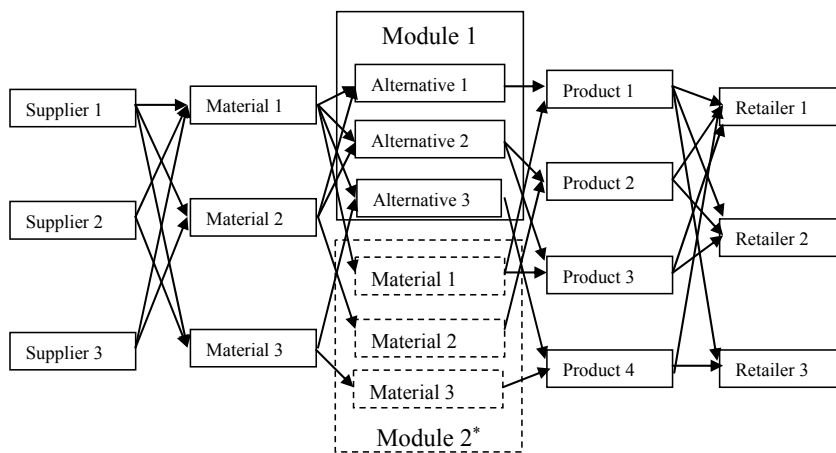 Module 1
Supplier 1
Supplier 2
Supplier 3
Material 1
Material 2
Material 3
Alternative 1
Alternative 2
Alternative 3
Material 1
Material 2
Material 3
Module 2*
Product 1
Product 2
Product 3
Product 4
Retailer 1
Retailer 2
Retailer 3